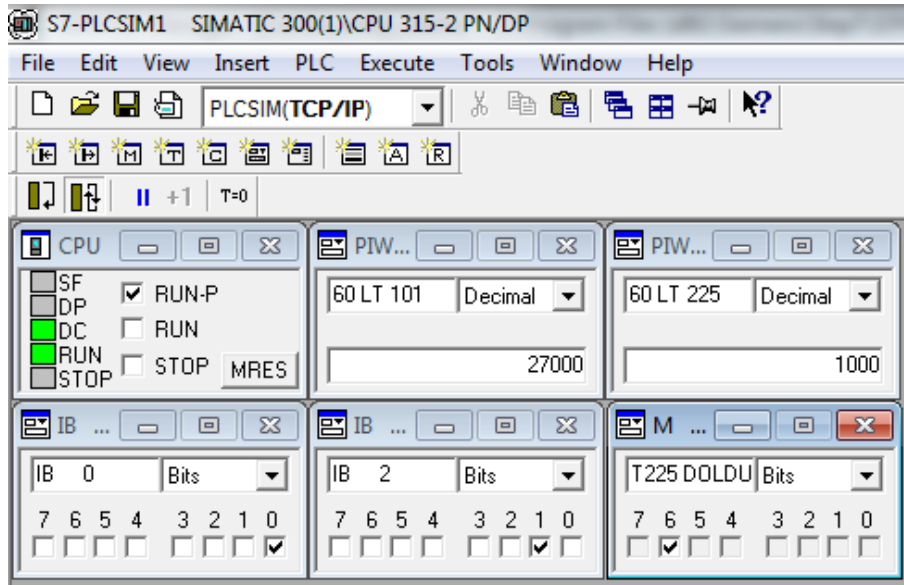 S7-PLCSIM1 SIMATIC 300(1)\CPU 315-2 PN/DP
File Edit View Insert PLC Execute Tools Window Help
PLCSIM(TCP/IP)
+1 T=0
CPU PIW... PIW...
SF
DP
DC
RUN
STOP
RUN-P
RUN
STOP MRES
60 LT 101 Decimal
27000
60 LT 225 Decimal
1000
IB ... IB ... M ...
IB 0 Bits
7 6 5 4 3 2 1 0
IB 2 Bits
7 6 5 4 3 2 1 0
T225 DOLDU Bits
7 6 5 4 3 2 1 0